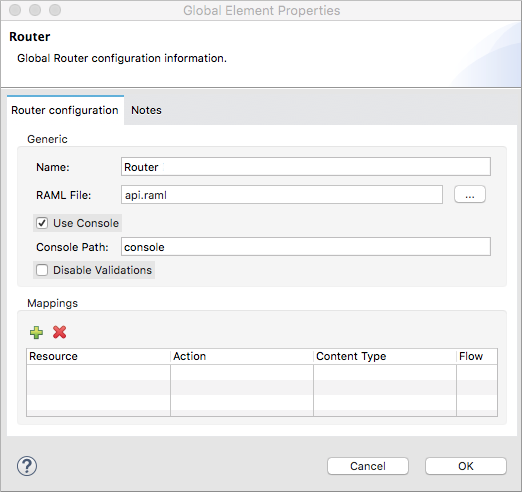 Global Element Properties
Router
Global Router configuration information.
Router configuration Notes
Generic
Name: Router
RAML File: api.raml ...
Use Console
Console Path: console
Disable Validations
Mappings
Resource Action Content Type Flow
? Cancel OK